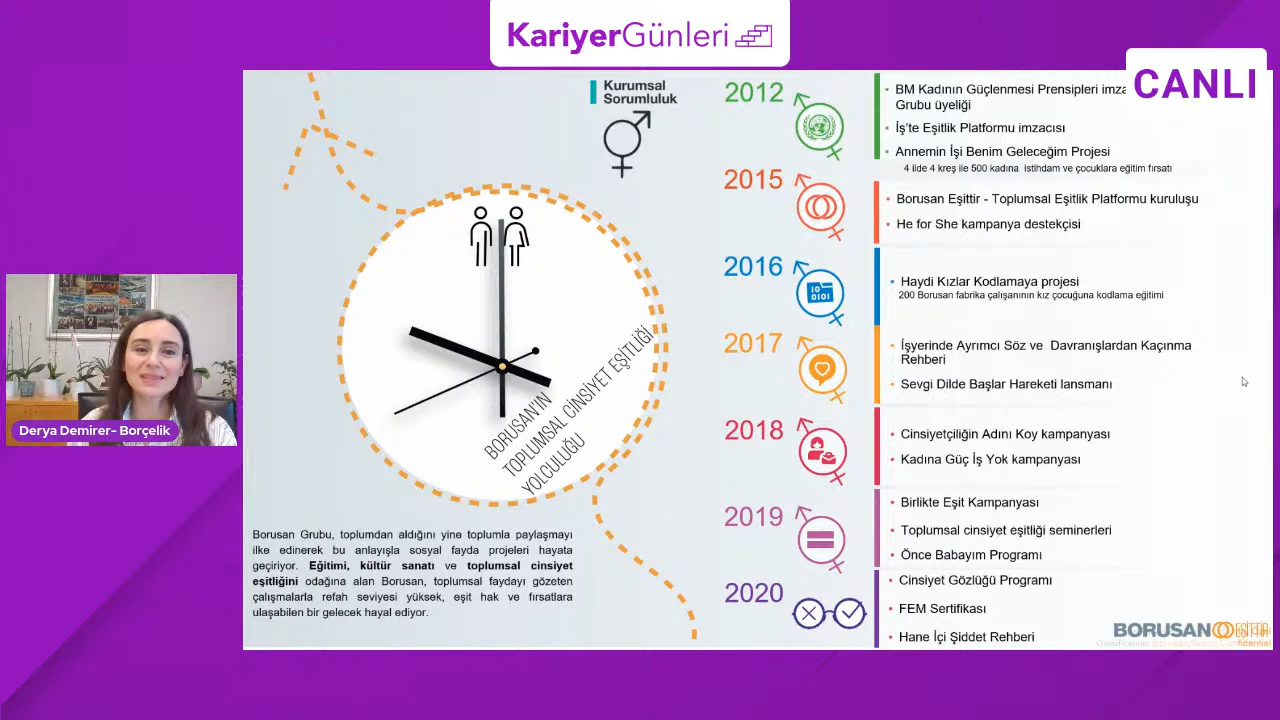 KariyerGünleri
CANLI
Kurumsal
Sorumluluk
2012
BM Kadının Güçlenmesi Prensipleri
Grubu üyeliği
İş'te Eşitlik Platformu imzacısı
Annemin İşi Benim Geleceğim Projesi
4 ilde 4 kreş ile 500 kadına istihdam ve çocuklara eğitim fırsatı
2015
Borusan Eşittir - Toplumsal Eşitlik Platformu kuruluşu
He for She kampanya destekçisi
2016
10
0101
Haydi Kızlar Kodlamaya projesi
200 Borusan fabrika çalışanının kız çocuğuna kodlama eğitimi
2017
İşyerinde Ayrımcı Söz ve Davranışlardan Kaçınma
Rehberi
Sevgi Dilde Başlar Hareketi lansmanı
2018
Cinsiyetçiliğin Adını Koy kampanyası
Kadına Güç İş Yok kampanyası
2019
Birlikte Eşit Kampanyası
Toplumsal cinsiyet eşitliği seminerleri
Önce Babayım Programı
2020
Cinsiyet Gözlüğü Programı
FEM Sertifikası
Hane İçi Şiddet Rehberi
BORUSAN'IN
TOPLUMSAL CİNSİYET EŞİTLİĞİ
YOLCULUĞU
Derya Demirer- Borçelik
Borusan Grubu, toplumdan aldığını yine toplumla paylaşmayı
ilke edinerek bu anlayışla sosyal fayda projeleri hayata
geçiriyor. Eğitimi, kültür sanatı ve toplumsal cinsiyet
eşitliğini odağına alan Borusan, toplumsal faydayı gözeten
çalışmalarla refah seviyesi yüksek, eşit hak ve fırsatlara
ulaşabilen bir gelecek hayal ediyor.
BORUSAN EŞİTTİR